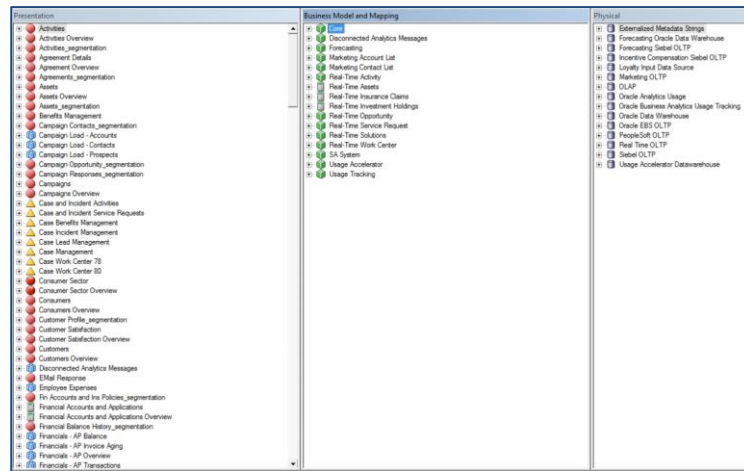 Presentation
Activities
Activities Overview
Activities_segmentation
Agreement Details
Agreement Overview
Agreements_segmentation
Assets
Assets Overview
Assets_segmentation
Benefits Management
Campaign Contacts_segmentation
Campaign Load - Accounts
Campaign Load - Contacts
Campaign Load - Prospects
Campaign Opportunity_segmentation
Campaign Responses_segmentation
Campaigns
Campaigns Overview
Case and Incident Activities
Case and Incident Service Requests
Case Benefits Management
Case Incident Management
Case Lead Management
Case Management
Case Work Center 78
Case Work Center 80
Consumer Sector
Consumer Sector Overview
Consumers
Consumers Overview
Customer Profile_segmentation
Customer Satisfaction
Customer Satisfaction Overview
Customers
Customers Overview
Disconnected Analytics Messages
EMail Response
Employee Expenses
Fin Accounts and Ins Policies_segmentation
Financial Accounts and Applications
Financial Accounts and Applications Overview
Financial Balance History_segmentation
Financials - AP Balance
Financials - AP Invoice Aging
Financials - AP Overview
Financials - AP Transactions
Business Model and Mapping
Core
Disconnected Analytics Messages
Forecasting
Marketing Account List
Marketing Contact List
Real-Time Activity
Real-Time Assets
Real-Time Insurance Claims
Real-Time Investment Holdings
Real-Time Opportunity
Real-Time Service Request
Real-Time Solutions
Real-Time Work Center
SA System
Usage Accelerator
Usage Tracking
Physical
Externalized Metadata Strings
Forecasting Oracle Data Warehouse
Forecasting Siebel OLTP
Incentive Compensation Siebel OLTP
Loyalty Input Data Source
Marketing OLTP
OLAP
Oracle Analytics Usage
Oracle Business Analytics Usage Tracking
Oracle Data Warehouse
Oracle EBS OLTP
PeopleSoft OLTP
Real Time OLTP
Siebel OLTP
Usage Accelerator Datawarehouse